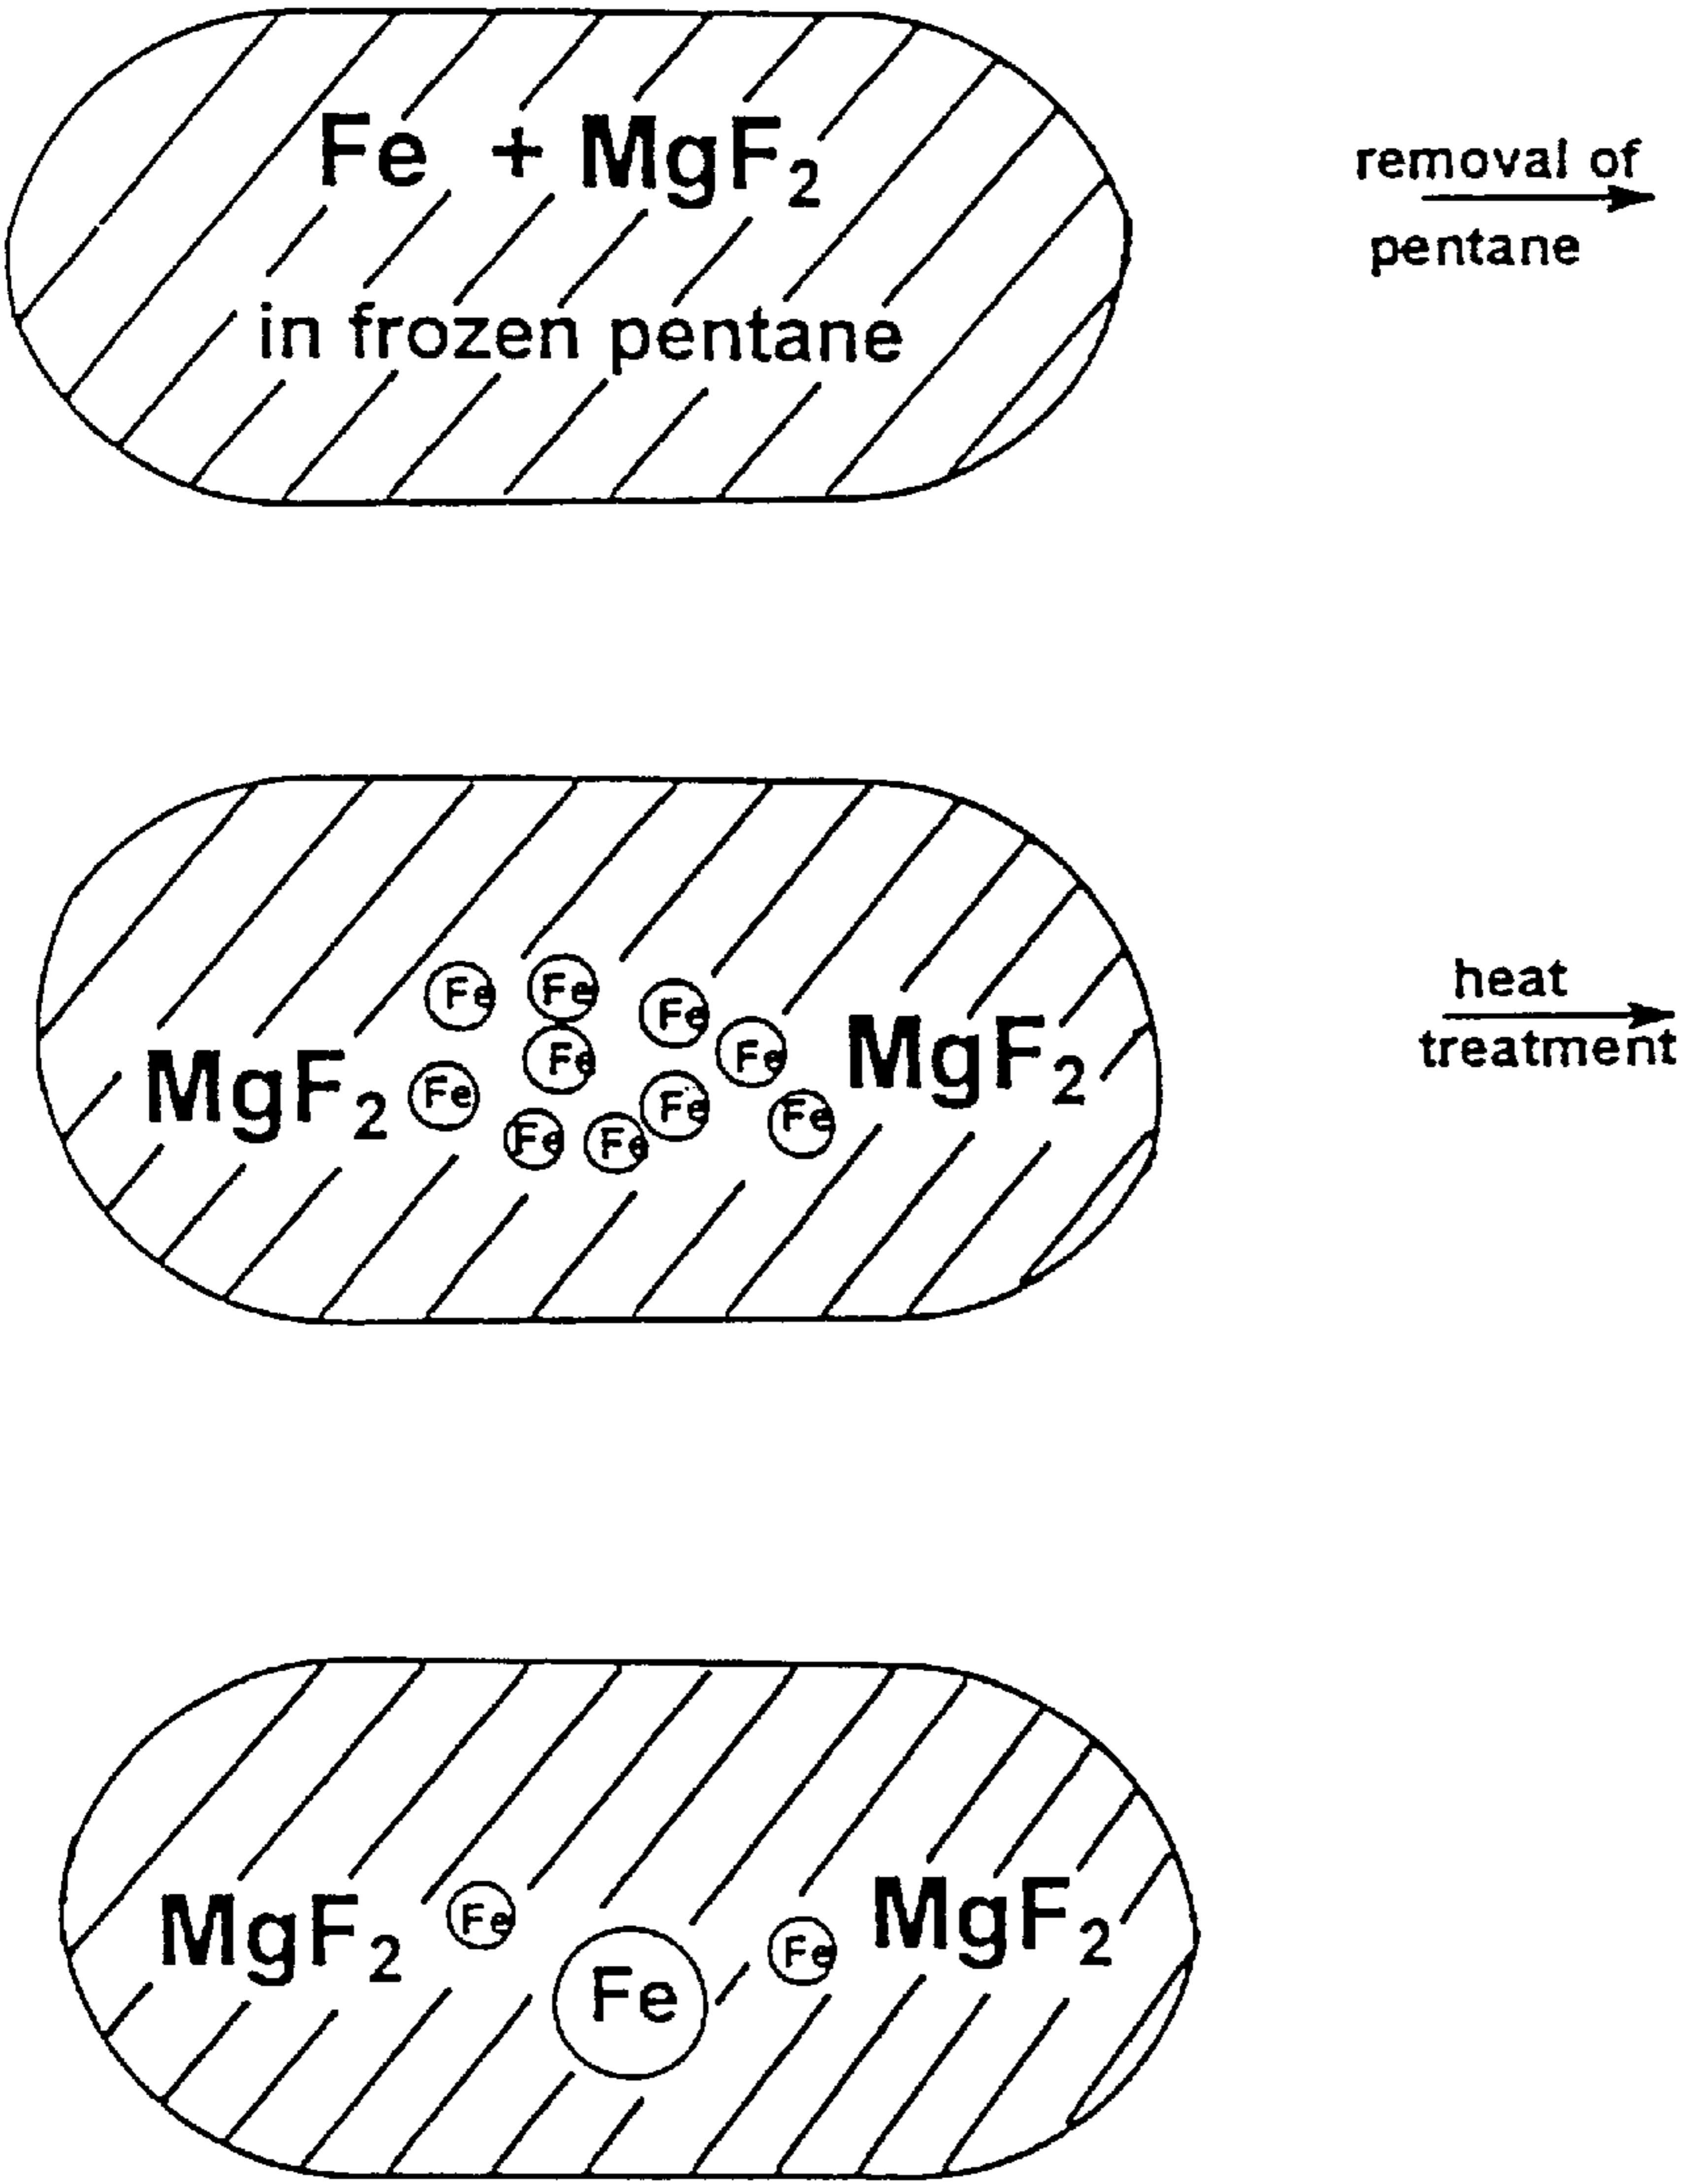 Fe + MgF2
in frozen pentane
removal of
pentane
Fe Fe Fe
Fe Fe
MgF2 Fe Fe Fe MgF2
Fe Fe
heat
treatment
MgF2 Fe Fe Fe MgF2